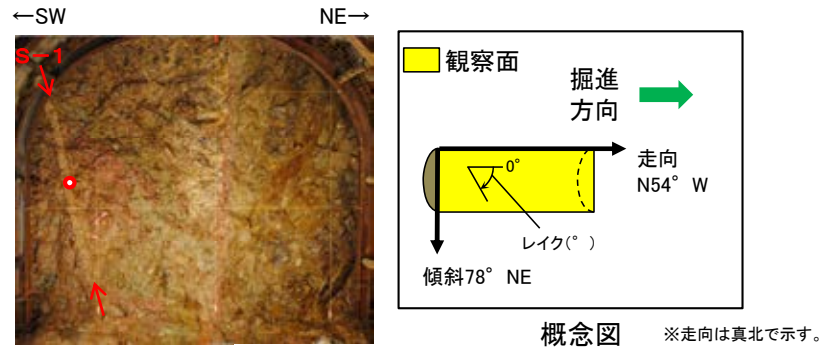 ←SW
NE→
S-1
観察面
掘進
方向
0°
走向
N54°W
レイク(°)
傾斜78°NE
概念図
※走向は真北で示す。